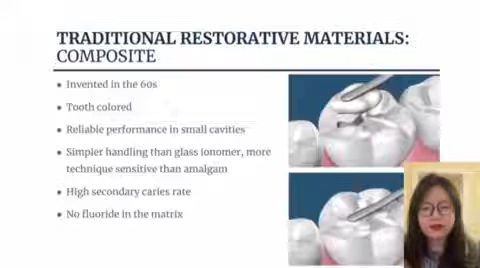 TRADITIONAL RESTORATIVE MATERIALS:
COMPOSITE
• Invented in the 60s
• Tooth colored
• Reliable performance in small cavities
• Simpler handling than glass ionomer, more
technique sensitive than amalgam
• High secondary caries rate
• No fluoride in the matrix